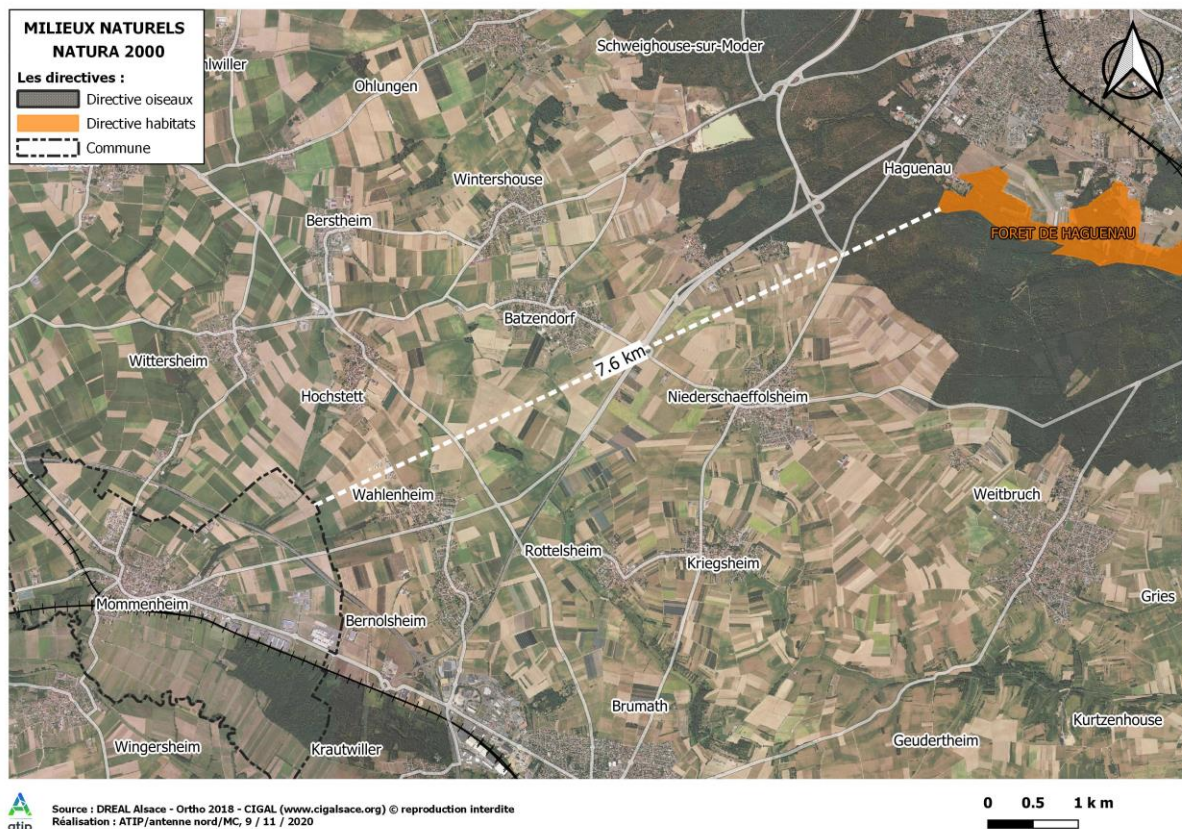 MILIEUX NATURELS
NATURA 2000
Les directives :
Directive oiseaux
Directive habitats
Commune
Schweighouse-sur-Moder
Ohlungen
Haguenau
Wintershouse
Berstheim
FORET DE HAGUENAU
Batzendorf
Wittersheim
7.6 km
Hochstett
Niederschaeffolsheim
Wahlenheim
Weitbruch
Rottelsheim
Kriegsheim
Mommenheim
Gries
Bernolsheim
Brumath
Kurtzenhouse
Wingersheim
Krautwiller
Geudertheim
atip
Source : DREAL Alsace - Ortho 2018 - CIGAL (www.cigalsace.org) © reproduction interdite
Réalisation : ATIP/antenne nord/MC, 9 / 11 / 2020
0 0.5 1 km